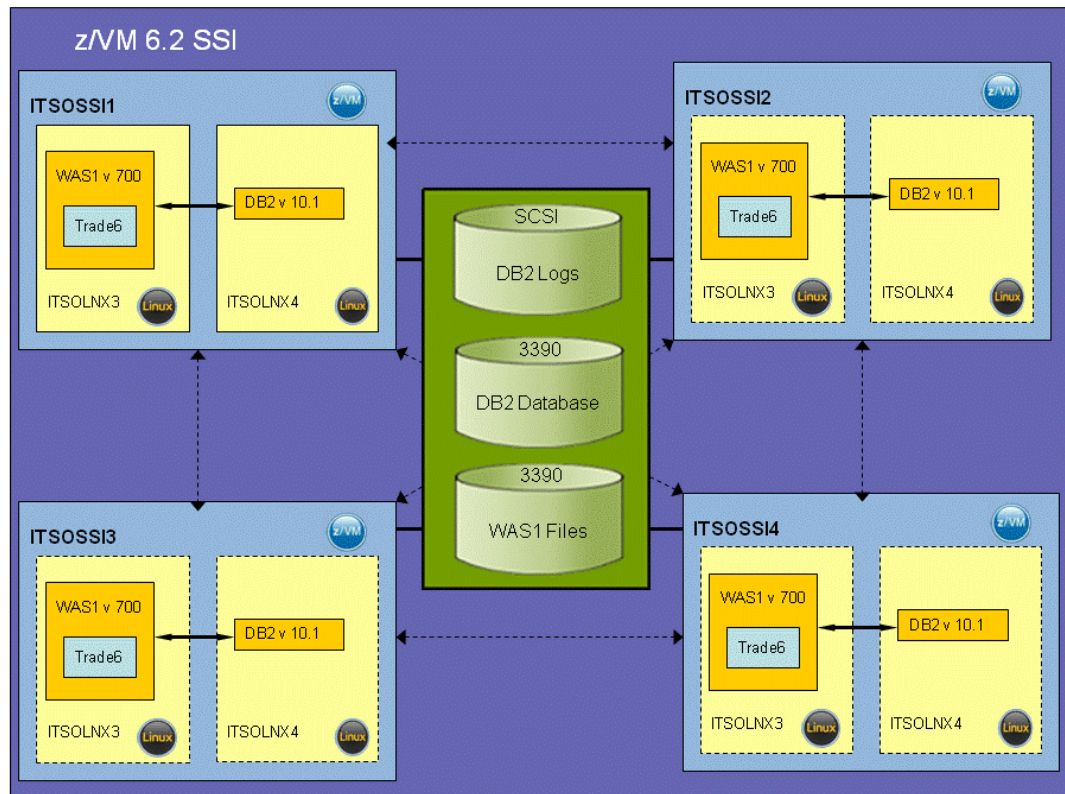 z/VM 6.2 SSI
ITSOSSI1
z/VM
WAS1 v 700
Trade6
DB2 v 10.1
ITSOLNX3
Linux
ITSOLNX4
Linux
ITSOSSI2
z/VM
WAS1 v 700
Trade6
DB2 v 10.1
ITSOLNX3
Linux
ITSOLNX4
Linux
SCSI
DB2 Logs
3390
DB2 Database
3390
WAS1 Files
ITSOSSI3
z/VM
WAS1 v 700
Trade6
DB2 v 10.1
ITSOLNX3
Linux
ITSOLNX4
Linux
ITSOSSI4
z/VM
WAS1 v 700
Trade6
DB2 v 10.1
ITSOLNX3
Linux
ITSOLNX4
Linux